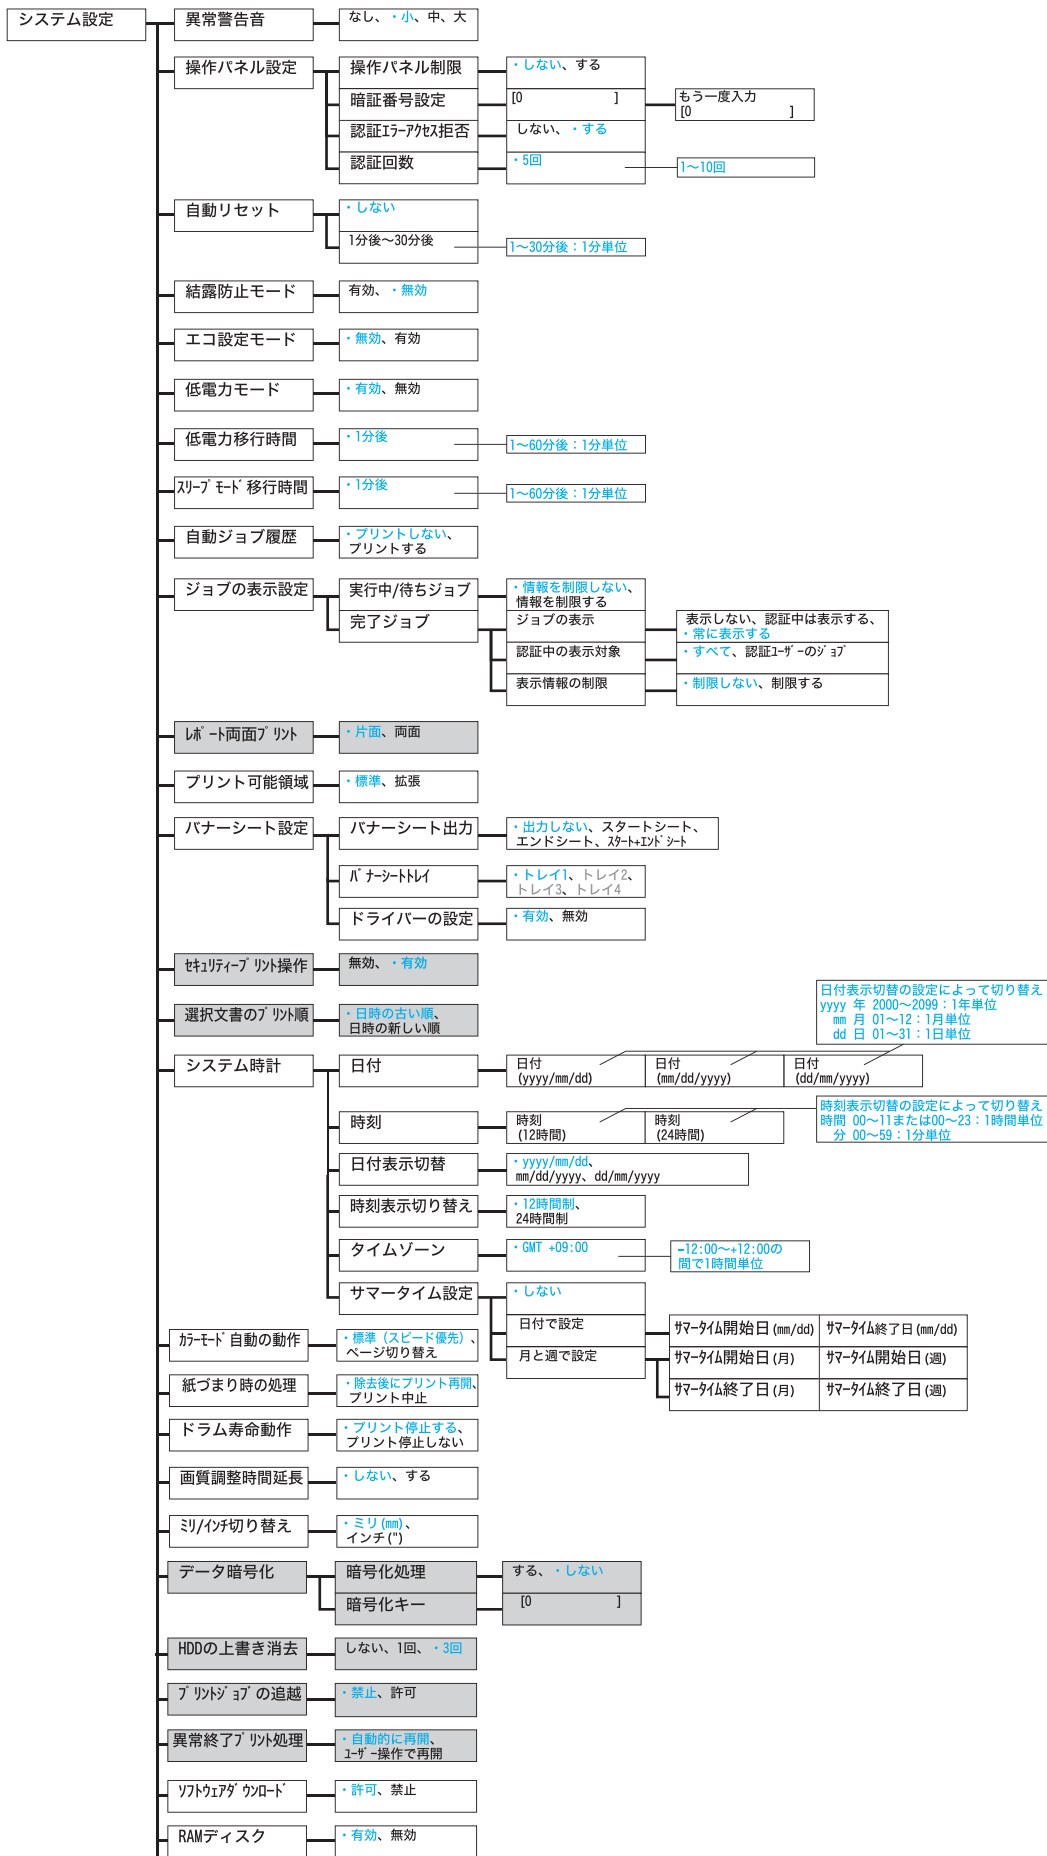 システム設定
異常警告音
なし、・小、中、大
操作パネル設定
操作パネル制限
・しない、する
暗証番号設定
[0 ]
もう一度入力
[0 ]
認証エラーアクセス拒否
しない、・する
認証回数
・5回
1～10回
自動リセット
・しない
1分後～30分後
1～30分後：1分単位
結露防止モード
有効、・無効
エコ設定モード
・無効、有効
低電力モード
・有効、無効
低電力移行時間
・1分後
1～60分後：1分単位
スリープモード移行時間
・1分後
1～60分後：1分単位
自動ジョブ履歴
・プリントしない、
プリントする
ジョブの表示設定
実行中/待ちジョブ
・情報を制限しない、
情報を制限する
完了ジョブ
ジョブの表示
表示しない、認証中は表示する、
・常に表示する
認証中の表示対象
・すべて、認証ユーザーのジョブ
表示情報の制限
・制限しない、制限する
レポート両面プリント
・片面、両面
プリント可能領域
・標準、拡張
バナーシート設定
バナーシート出力
・出力しない、スタートシート、
エンドシート、スタート+エンドシート
バナーシートトレイ
・トレイ1、トレイ2、
トレイ3、トレイ4
ドライバーの設定
・有効、無効
セキュリティープリント操作
無効、・有効
選択文書のプリント順
・日時の古い順、
日時の新しい順
日付表示切替の設定によって切り替え
yyyy 年 2000～2099：1年単位
mm 月 01～12：1月単位
dd 日 01～31：1日単位
システム時計
日付
日付
(yyyy/mm/dd)
日付
(mm/dd/yyyy)
日付
(dd/mm/yyyy)
時刻
時刻
(12時間)
時刻
(24時間)
時刻表示切替の設定によって切り替え
時間 00～11または00～23：1時間単位
分 00～59：1分単位
日付表示切替
・yyyy/mm/dd、
mm/dd/yyyy、dd/mm/yyyy
時刻表示切り替え
・12時間制、
24時間制
タイムゾーン
・GMT +09:00
-12:00～+12:00の
間で1時間単位
サマータイム設定
・しない
日付で設定
サマータイム開始日(mm/dd)
サマータイム終了日(mm/dd)
月と週で設定
サマータイム開始日(月)
サマータイム開始日(週)
サマータイム終了日(月)
サマータイム終了日(週)
カラーモード自動の動作
・標準（スピード優先）、
ページ切り替え
紙づまり時の処理
・除去後にプリント再開、
プリント中止
ドラム寿命動作
・プリント停止する、
プリント停止しない
画質調整時間延長
・しない、する
ミリ/インチ切り替え
・ミリ(mm)、
インチ(")
データ暗号化
暗号化処理
する、・しない
暗号化キー
[0 ]
HDDの上書き消去
しない、1回、・3回
プリントジョブの追越
・禁止、許可
異常終了プリント処理
・自動的に再開、
ユーザー操作で再開
ソフトウェアダウンロード
・許可、禁止
RAMディスク
・有効、無効